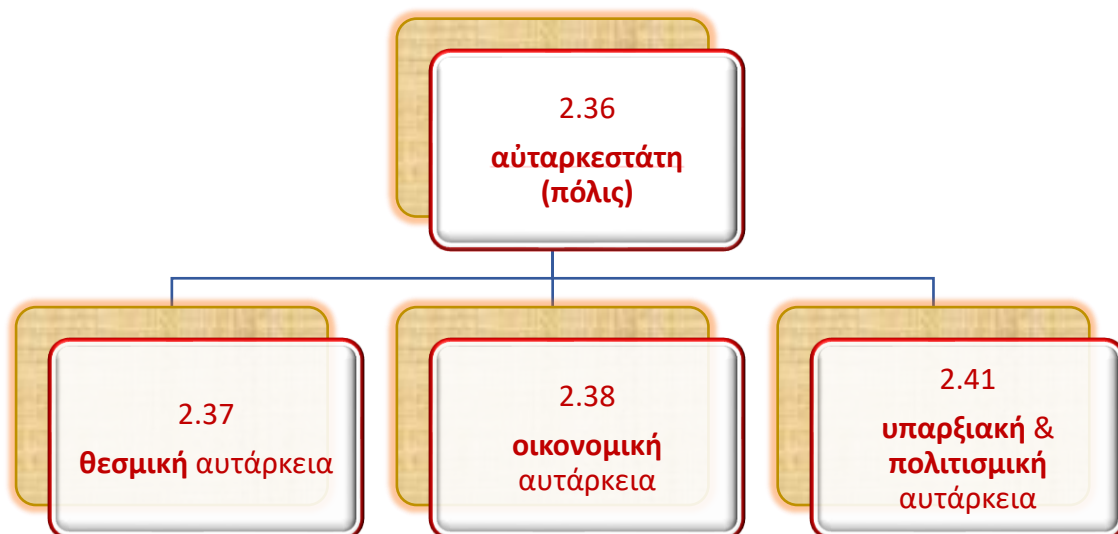 2.36
αὐταρκεστάτη
(πόλις)
2.37
θεσμική αυτάρκεια
2.38
οικονομική
αυτάρκεια
2.41
υπαρξιακή &
πολιτισμική
αυτάρκεια